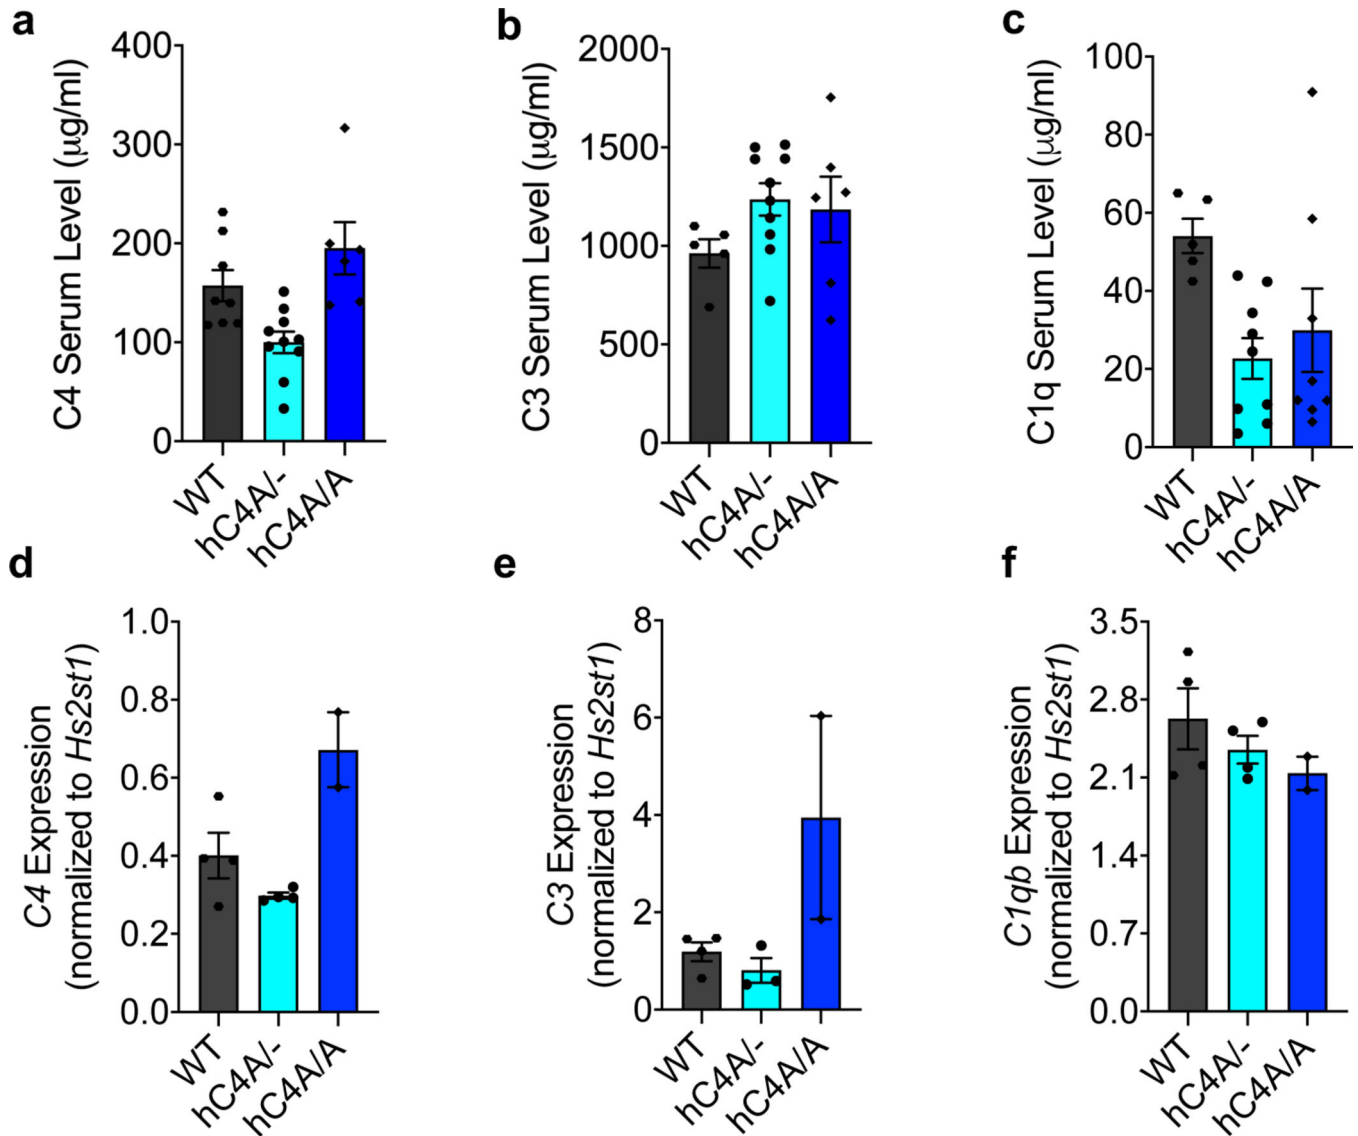 a
C4 Serum Level (μg/ml)
400
300
200
100
0
WT
hC4A/-
hC4A/A
b
C3 Serum Level (μg/ml)
2000
1500
1000
500
0
WT
hC4A/-
hC4A/A
c
C1q Serum Level (μg/ml)
100
80
60
40
20
0
WT
hC4A/-
hC4A/A
d
C4 Expression
(normalized to Hs2st1)
1.0
0.8
0.6
0.4
0.2
0.0
WT
hC4A/-
hC4A/A
e
C3 Expression
(normalized to Hs2st1)
8
6
4
2
0
WT
hC4A/-
hC4A/A
f
C1qb Expression
(normalized to Hs2st1)
3.5
2.8
2.1
1.4
0.7
0.0
WT
hC4A/-
hC4A/A